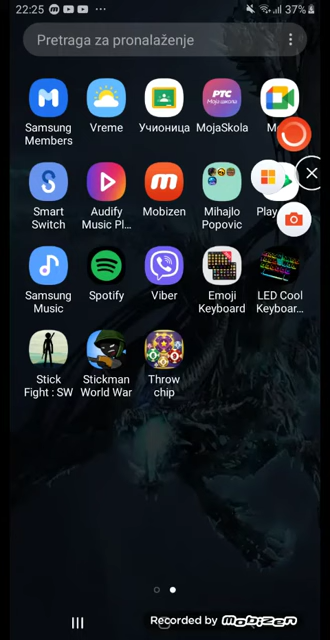 22:25
37%
Pretraga za pronalaženje
Samsung Members
Vreme
Учионица
MojaSkola
M
Smart Switch
Audify Music Pl...
Mobizen
Mihajlo Popovic
Play
Samsung Music
Spotify
Viber
Emoji Keyboard
LED Cool Keyboar...
Stick Fight : SW
Stickman World War
Throw chip
РТС
Моја школа
Recorded by mobizen